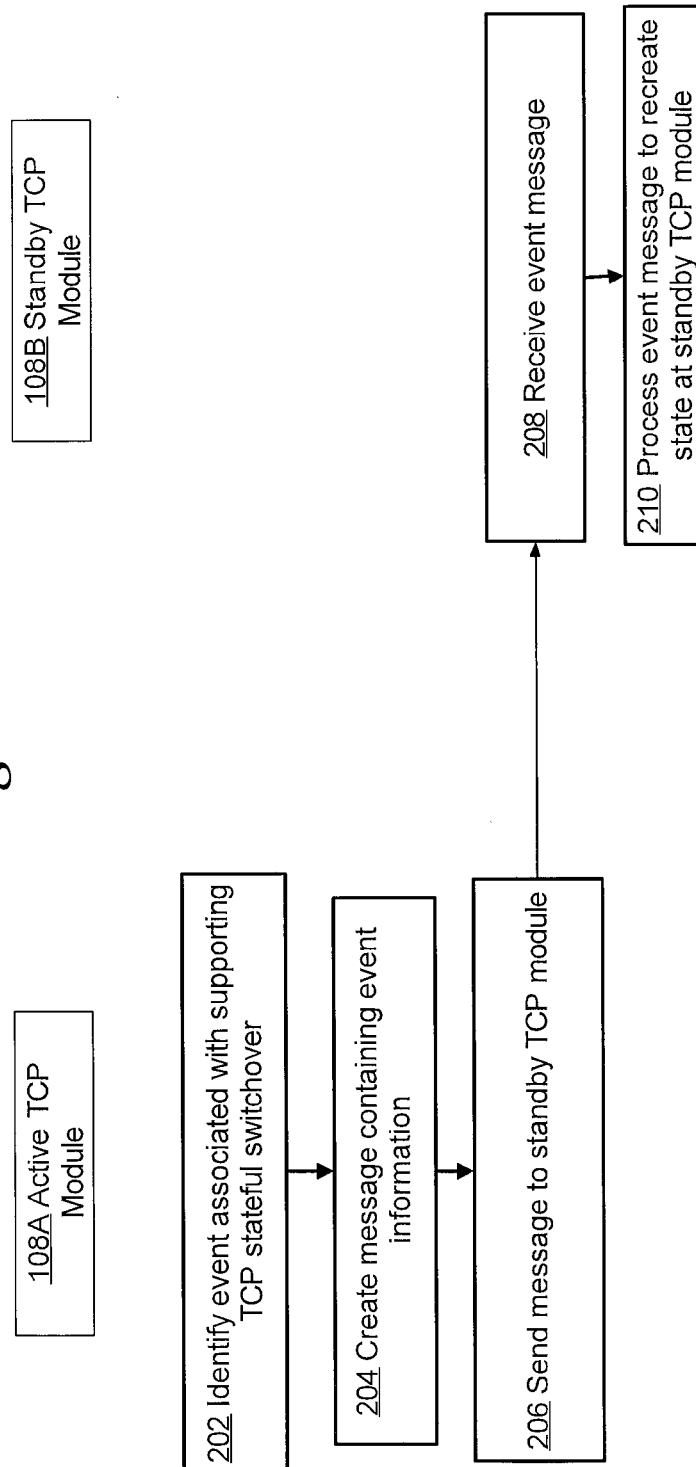 108A Active TCP
Module
108B Standby TCP
Module
202 Identify event associated with supporting
TCP stateful switchover
204 Create message containing event
information
206 Send message to standby TCP module
208 Receive event message
210 Process event message to recreate
state at standby TCP module